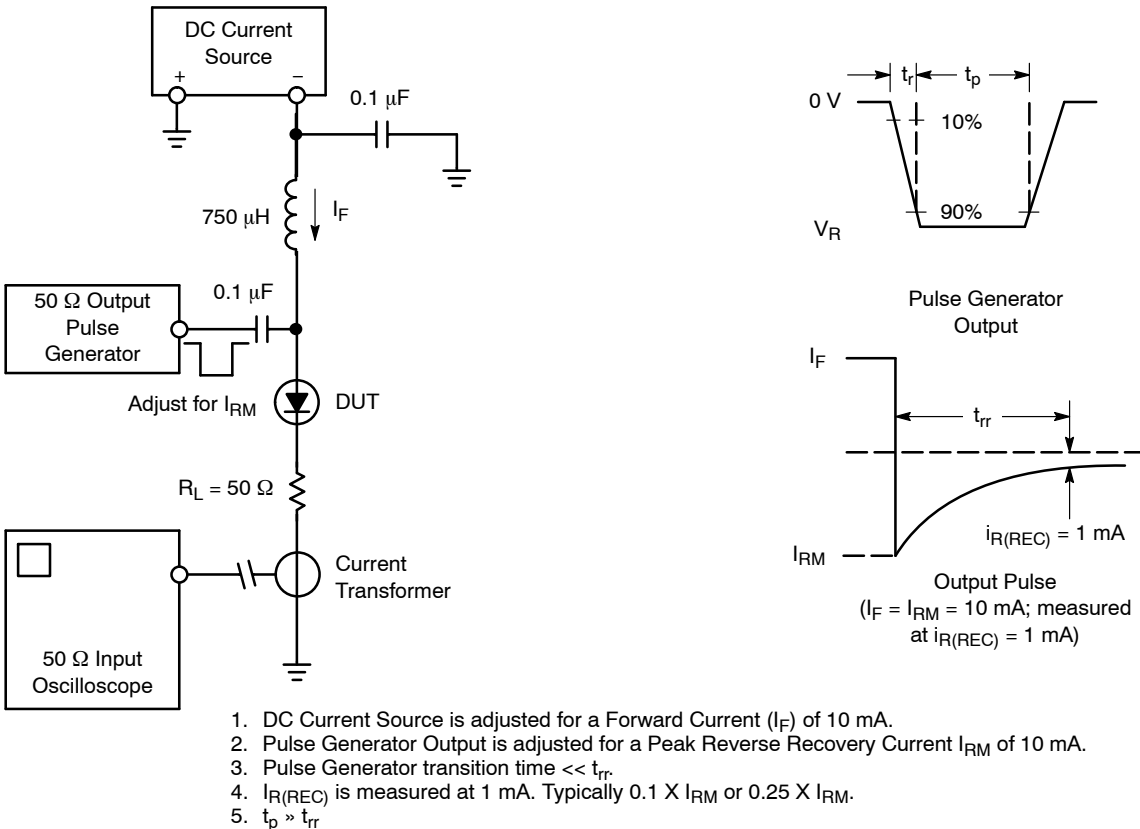 DC Current
Source
+
−
0.1 μF
750 μH
I_F
50 Ω Output
Pulse
Generator
0.1 μF
Adjust for I_RM
DUT
R_L = 50 Ω
Current
Transformer
50 Ω Input
Oscilloscope
t_r
t_p
0 V
10%
90%
V_R
Pulse Generator
Output
I_F
t_rr
i_R(REC) = 1 mA
I_RM
Output Pulse
(I_F = I_RM = 10 mA; measured
at i_R(REC) = 1 mA)
1. DC Current Source is adjusted for a Forward Current (I_F) of 10 mA.
2. Pulse Generator Output is adjusted for a Peak Reverse Recovery Current I_RM of 10 mA.
3. Pulse Generator transition time << t_rr.
4. I_R(REC) is measured at 1 mA. Typically 0.1 X I_RM or 0.25 X I_RM.
5. t_p » t_rr